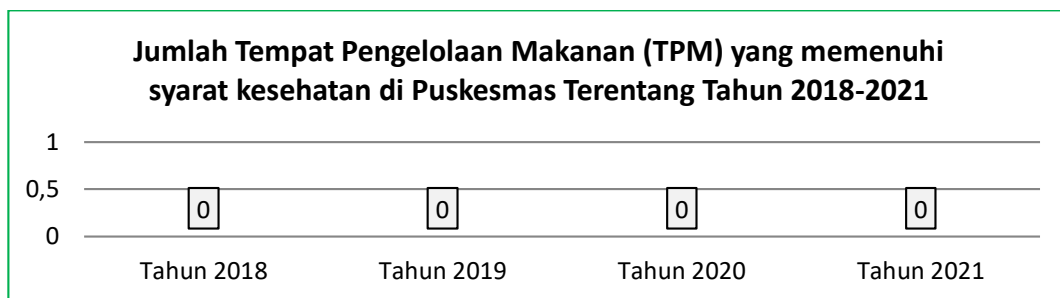 Jumlah Tempat Pengelolaan Makanan (TPM) yang memenuhi
syarat kesehatan di Puskesmas Terentang Tahun 2018-2021
1
0,5
0
0 0 0 0
Tahun 2018 Tahun 2019 Tahun 2020 Tahun 2021